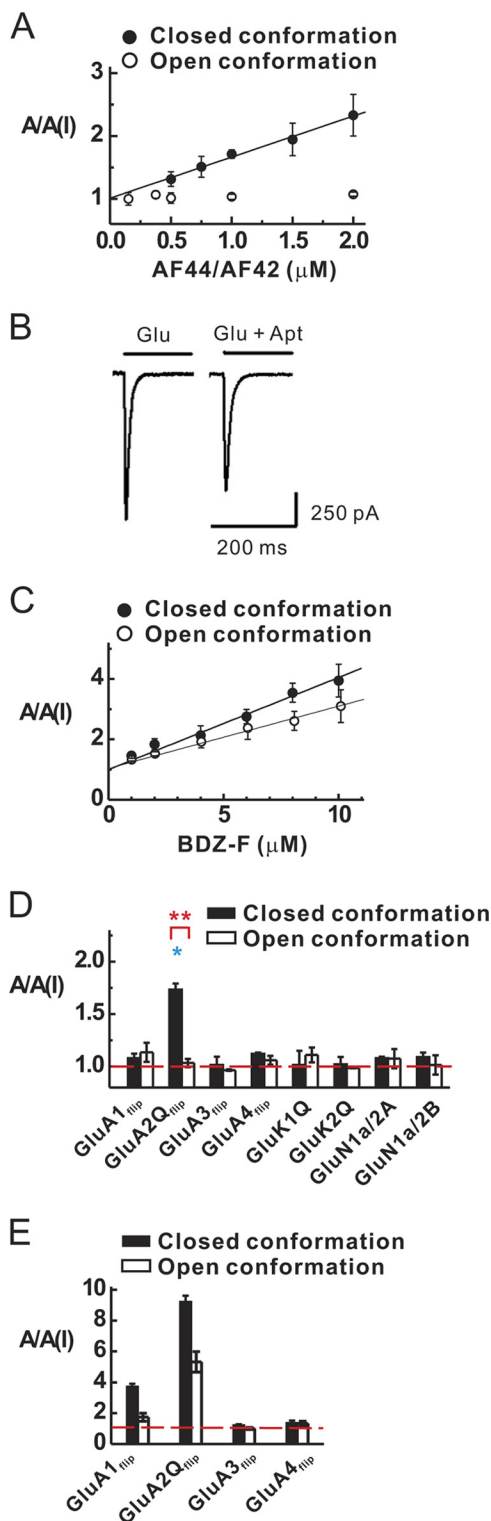 A
● Closed conformation
○ Open conformation
A/A(I)
3
2
1
0.5 1.0 1.5 2.0
AF44/AF42 (μM)
B
Glu Glu + Apt
250 pA
200 ms
C
● Closed conformation
○ Open conformation
A/A(I)
4
2
0
0 5 10
BDZ-F (μM)
D
** Closed conformation
* Open conformation
A/A(I)
2.0
1.5
1.0
GluA1flip GluA2Qflip GluA3flip GluA4flip GluK1Q GluK2Q GluN1a/2A GluN1a/2B
E
Closed conformation
Open conformation
A/A(I)
10
8
6
4
2
0
GluA1flip GluA2Qflip GluA3flip GluA4flip